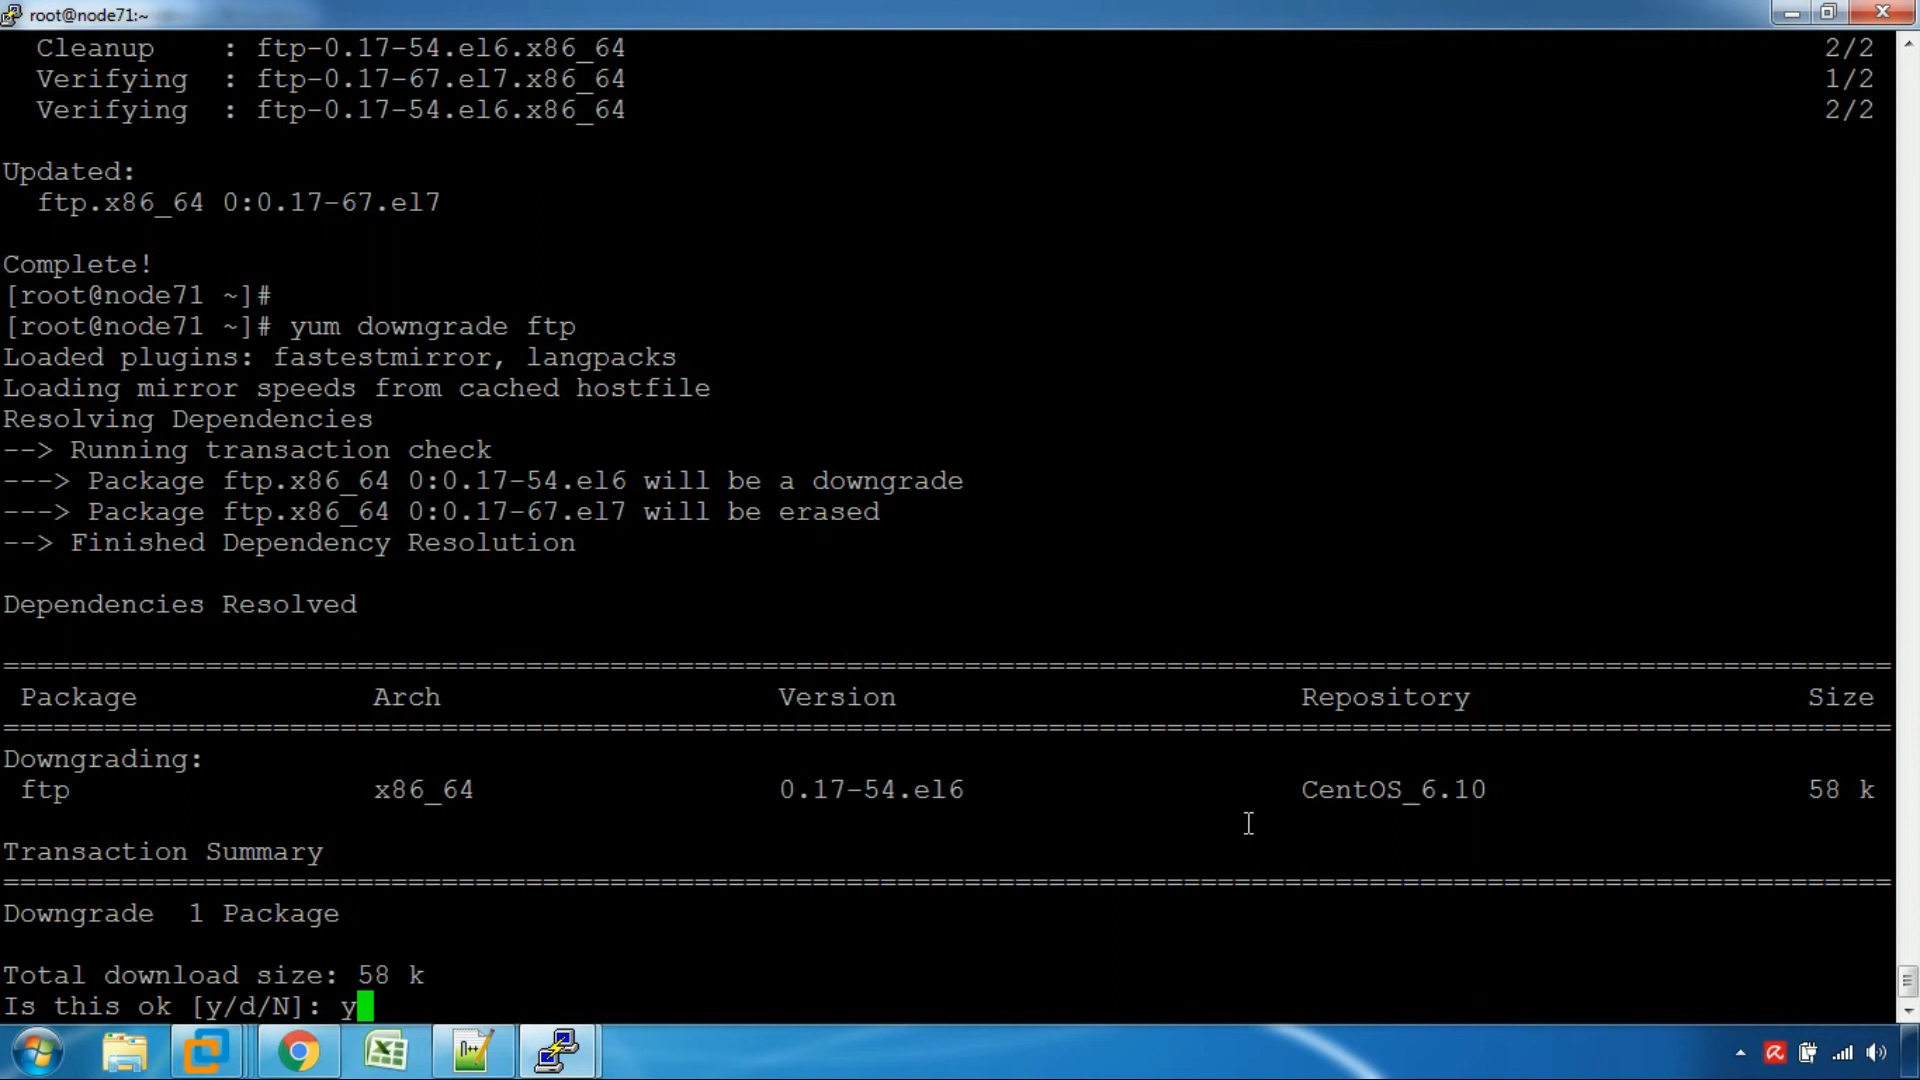 root@node71:~
Cleanup : ftp-0.17-54.el6.x86_64 2/2
Verifying : ftp-0.17-67.el7.x86_64 1/2
Verifying : ftp-0.17-54.el6.x86_64 2/2
Updated:
ftp.x86_64 0:0.17-67.el7
Complete!
[root@node71 ~]#
[root@node71 ~]# yum downgrade ftp
Loaded plugins: fastestmirror, langpacks
Loading mirror speeds from cached hostfile
Resolving Dependencies
--> Running transaction check
---> Package ftp.x86_64 0:0.17-54.el6 will be a downgrade
---> Package ftp.x86_64 0:0.17-67.el7 will be erased
--> Finished Dependency Resolution
Dependencies Resolved
================================================================================================================
Package Arch Version Repository Size
================================================================================================================
Downgrading:
ftp x86_64 0.17-54.el6 CentOS_6.10 58 k
Transaction Summary
================================================================================================================
Downgrade 1 Package
Total download size: 58 k
Is this ok [y/d/N]: y